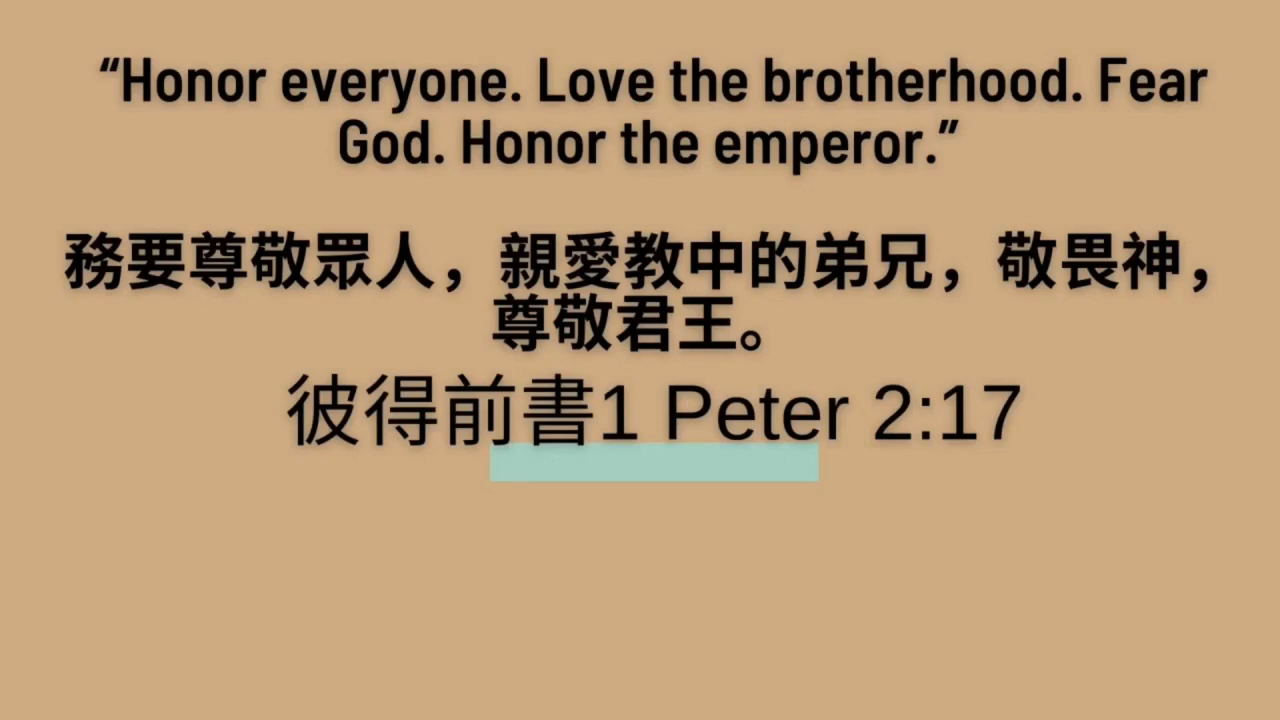 “Honor everyone. Love the brotherhood. Fear
God. Honor the emperor.”
務要尊敬眾人，親愛教中的弟兄，敬畏神，
尊敬君王。
彼得前書1 Peter 2:17